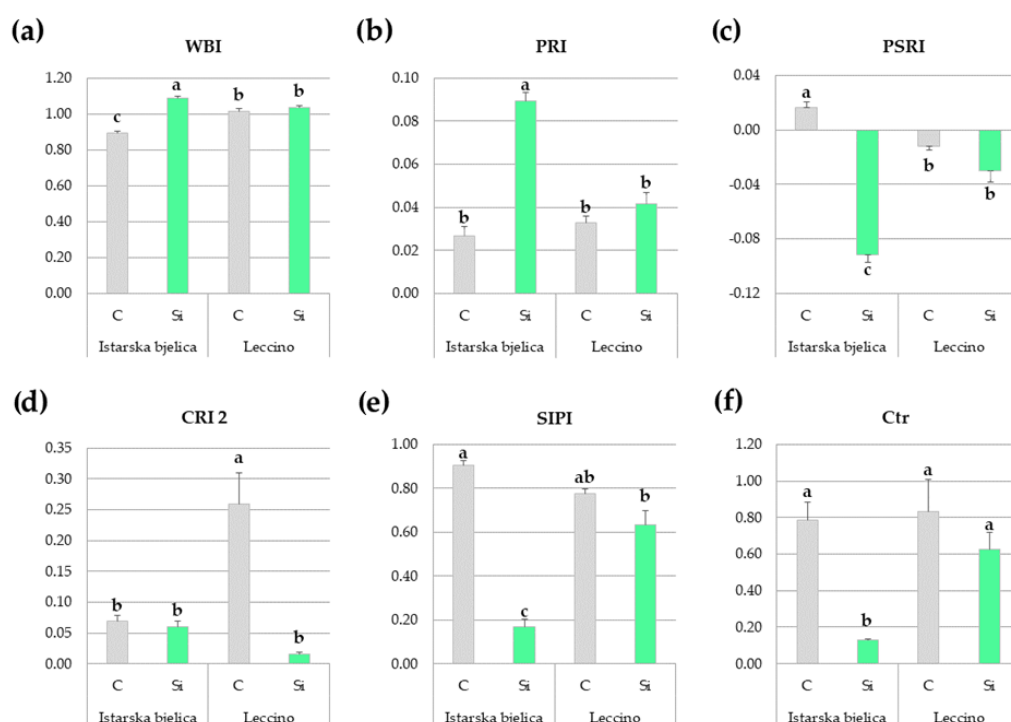 (a)
WBI
1.20
1.00
0.80
0.60
0.40
0.20
0.00
c
a
b
b
C Si C Si
Istarska bjelica Leccino
(b)
PRI
0.10
0.08
0.06
0.04
0.02
0.00
b
a
b
b
C Si C Si
Istarska bjelica Leccino
(c)
PSRI
0.04
0.00
-0.04
-0.08
-0.12
a
c
b
b
C Si C Si
Istarska bjelica Leccino
(d)
CRI 2
0.35
0.30
0.25
0.20
0.15
0.10
0.05
0.00
b
b
a
b
C Si C Si
Istarska bjelica Leccino
(e)
SIPI
1.00
0.80
0.60
0.40
0.20
0.00
a
c
ab
b
C Si C Si
Istarska bjelica Leccino
(f)
Ctr
1.20
1.00
0.80
0.60
0.40
0.20
0.00
a
b
a
a
C Si C Si
Istarska bjelica Leccino